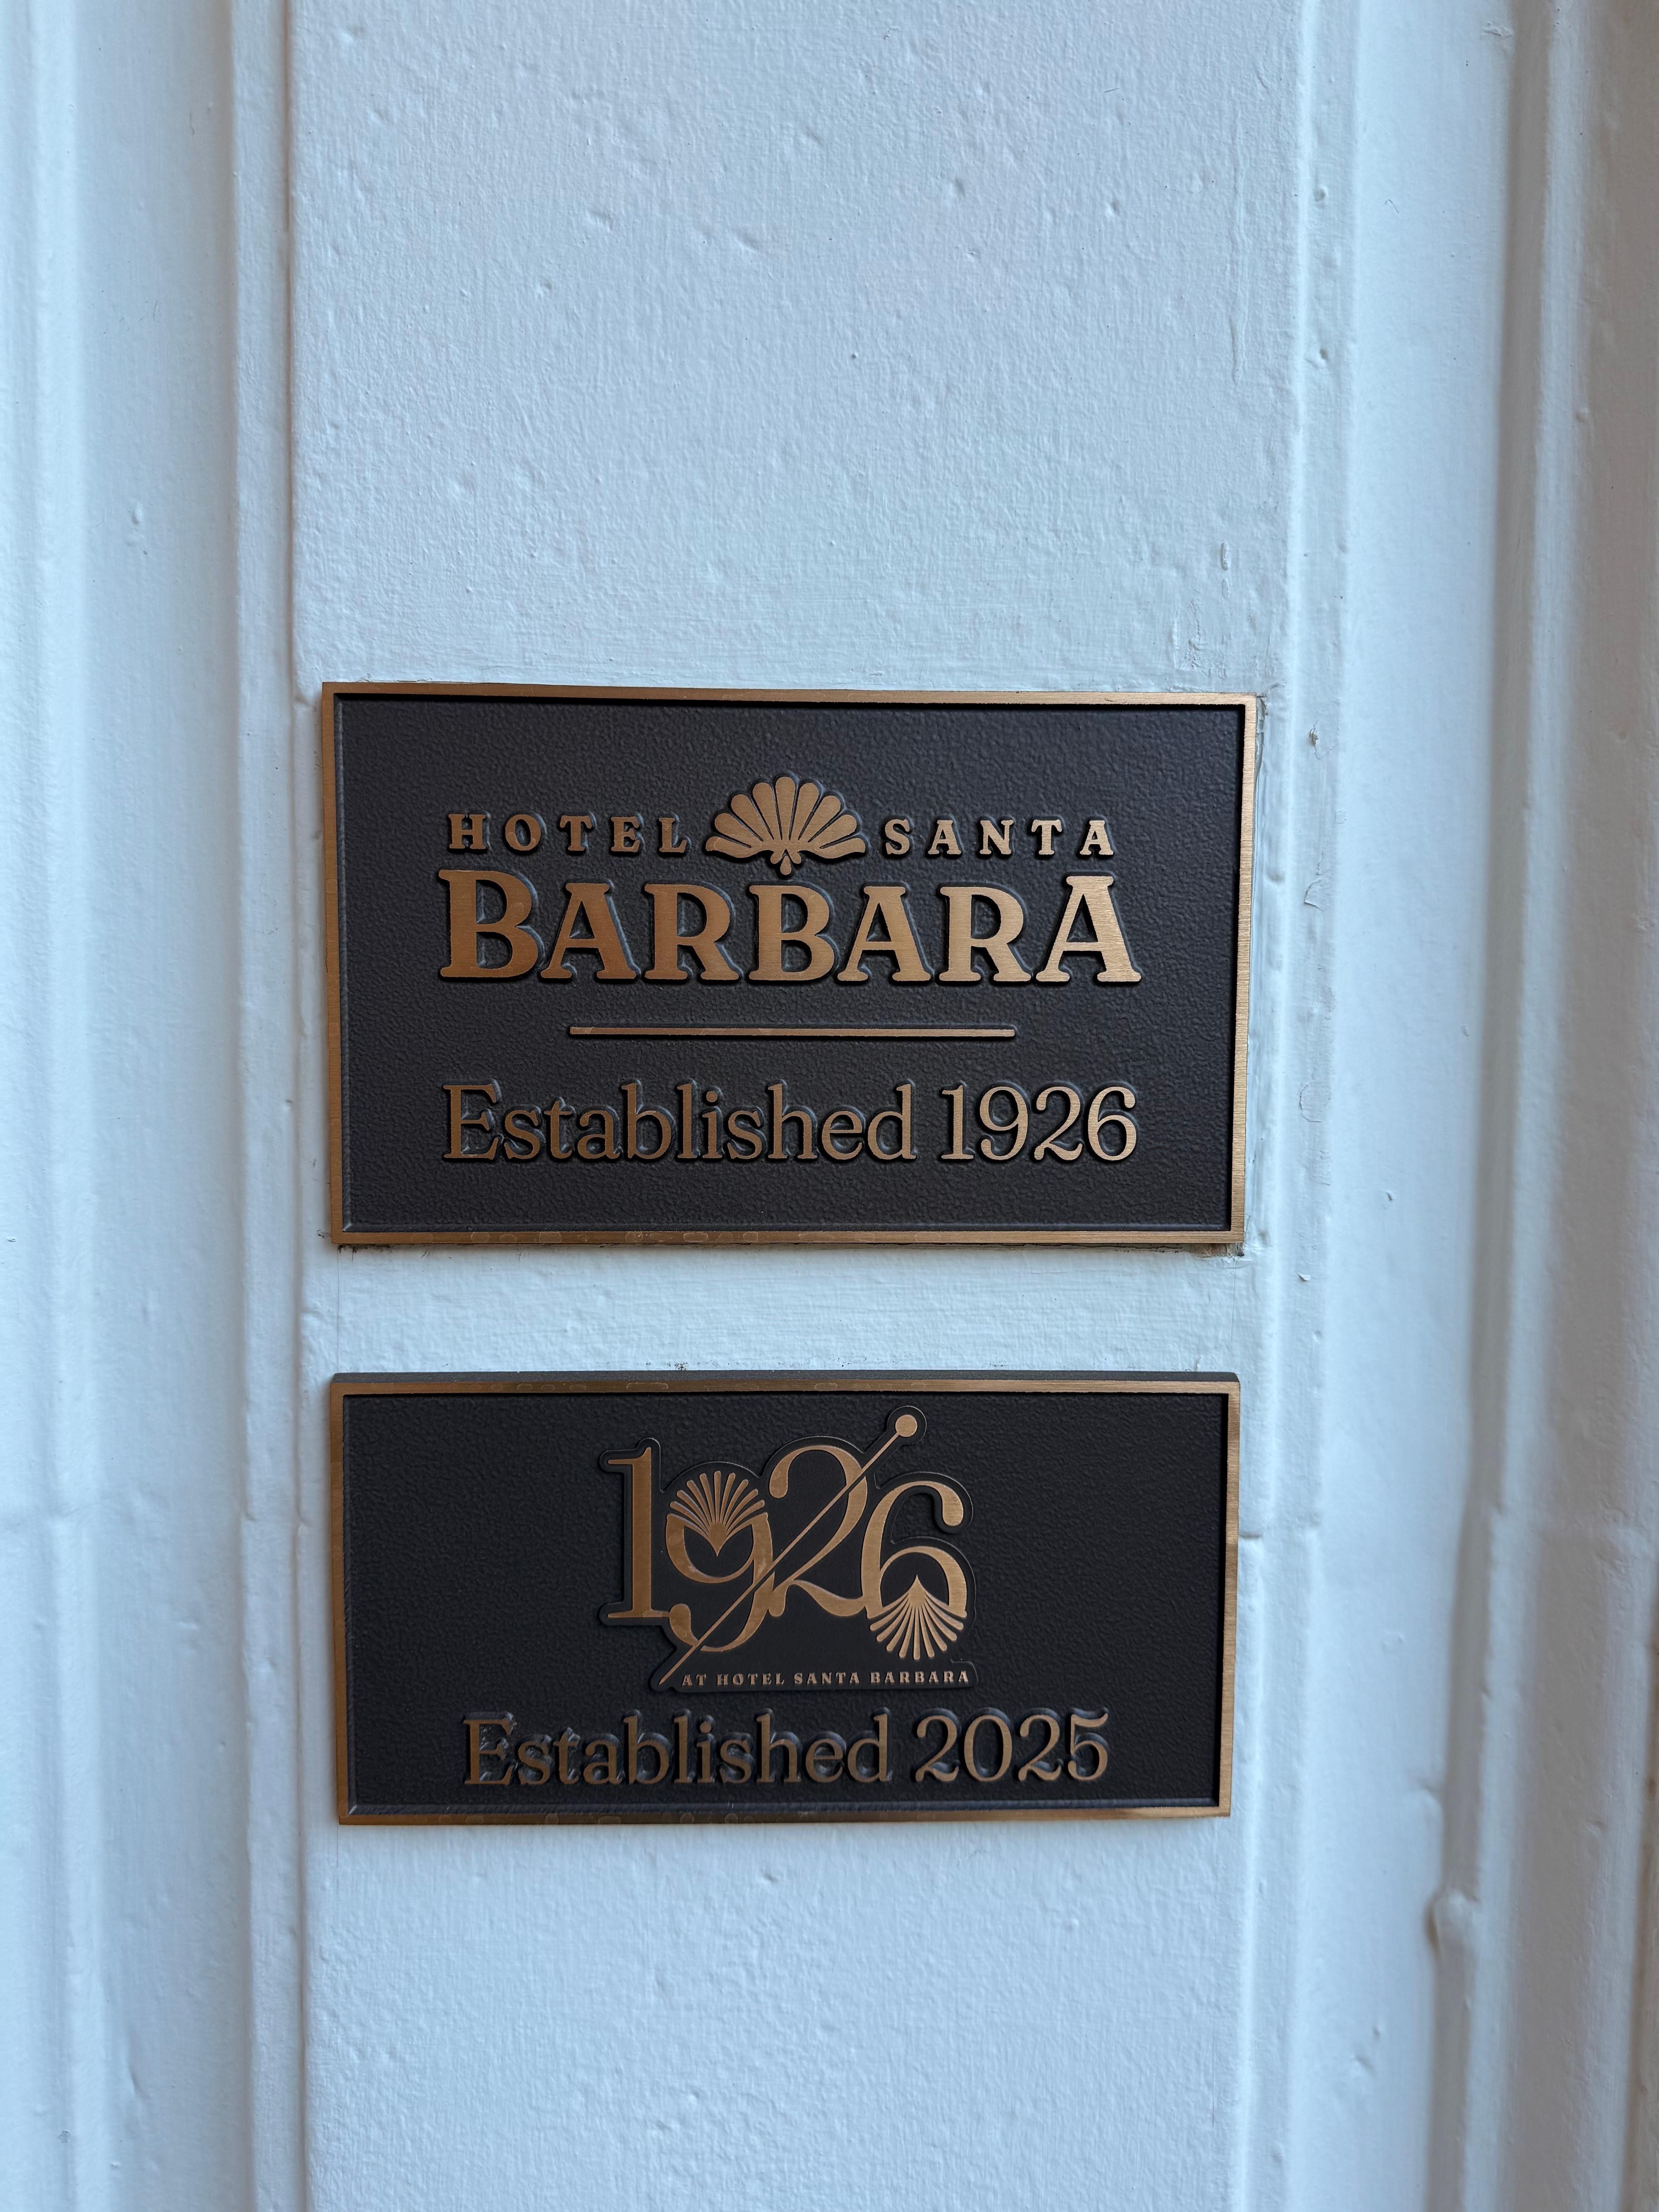 HOTEL SANTA
BARBARA
Established 1926
1926
AT HOTEL SANTA BARBARA
Established 2025